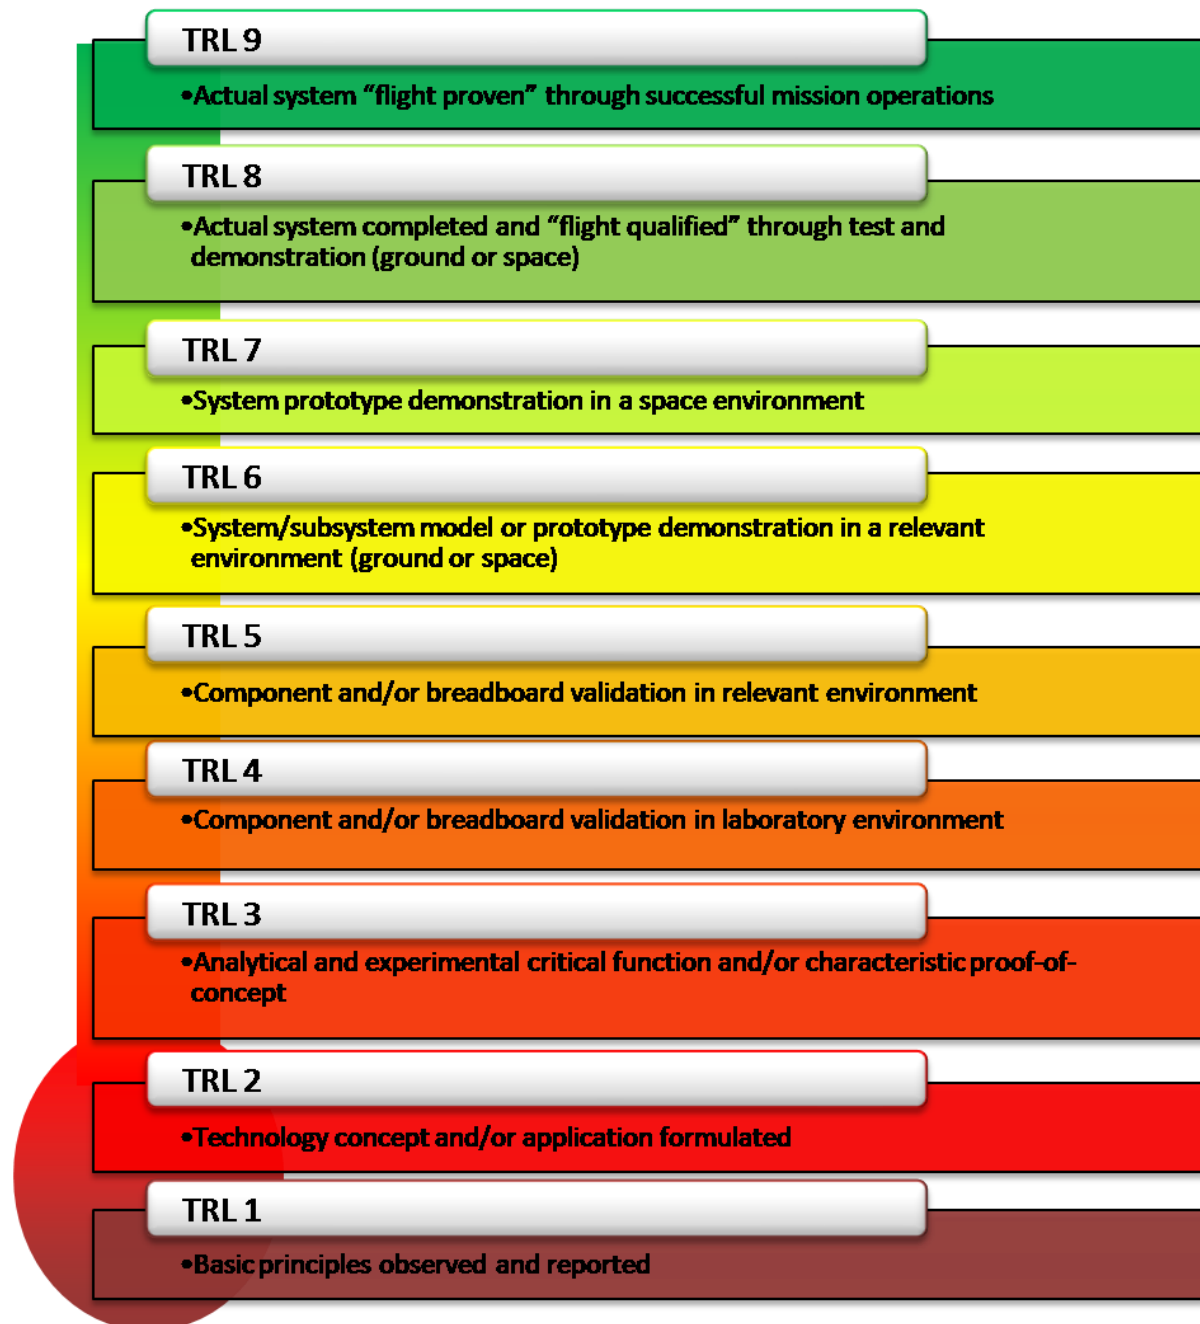 TRL 9
•Actual system “flight proven” through successful mission operations
TRL 8
•Actual system completed and “flight qualified” through test and
demonstration (ground or space)
TRL 7
•System prototype demonstration in a space environment
TRL 6
•System/subsystem model or prototype demonstration in a relevant
environment (ground or space)
TRL 5
•Component and/or breadboard validation in relevant environment
TRL 4
•Component and/or breadboard validation in laboratory environment
TRL 3
•Analytical and experimental critical function and/or characteristic proof-of-
concept
TRL 2
•Technology concept and/or application formulated
TRL 1
•Basic principles observed and reported